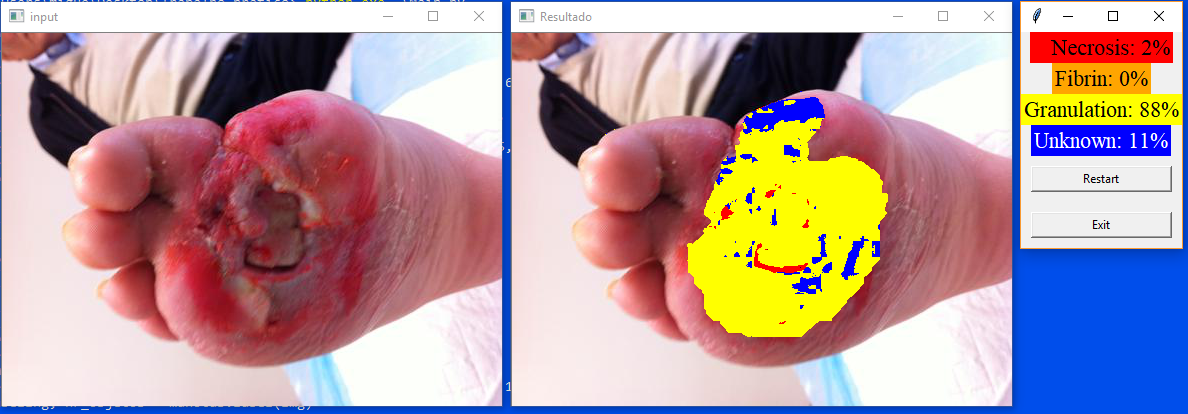 input
Resultado
Necrosis: 2%
Fibrin: 0%
Granulation: 88%
Unknown: 11%
Restart
Exit